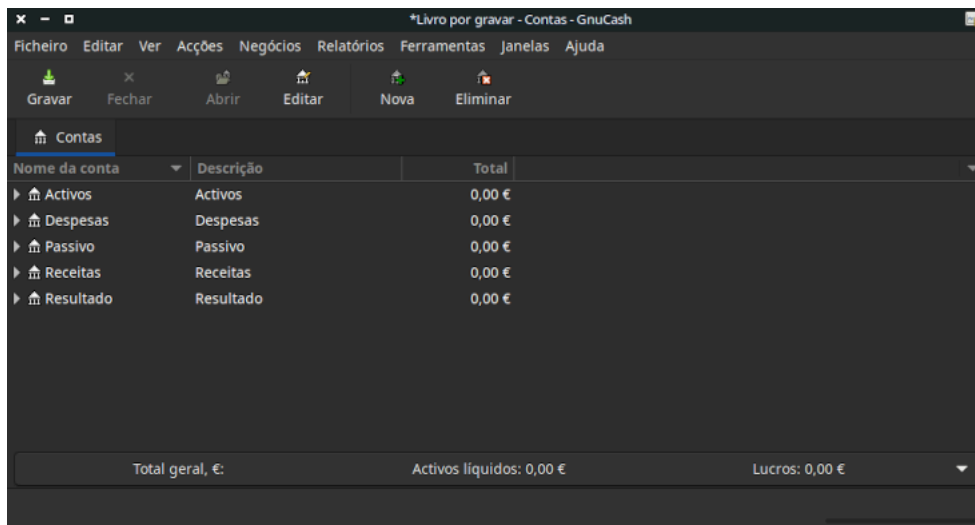 *Livro por gravar - Contas - GnuCash
Ficheiro Editar Ver Acções Negócios Relatórios Ferramentas Janelas Ajuda
Gravar Fechar Abrir Editar Nova Eliminar
Contas
Nome da conta Descrição Total
Activos Activos 0,00 €
Despesas Despesas 0,00 €
Passivo Passivo 0,00 €
Receitas Receitas 0,00 €
Resultado Resultado 0,00 €
Total geral, €: Activos líquidos: 0,00 € Lucros: 0,00 €